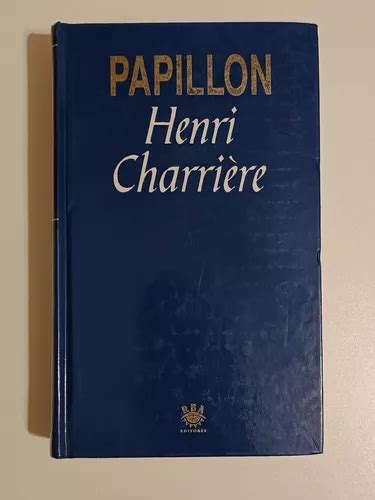 PAPILLON
Henri
Charrière
RBA
EDITORES